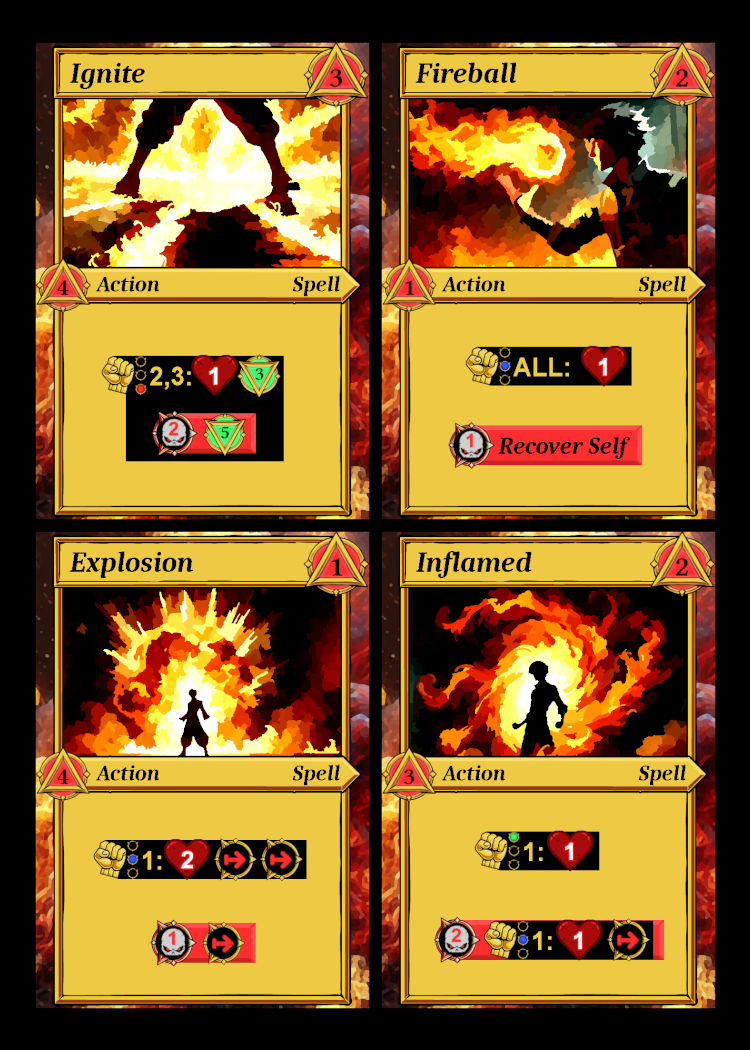 Ignite 3
4 Action Spell
2,3: 1 3
2 5
Fireball 2
1 Action Spell
ALL: 1
1 Recover Self
Explosion 1
4 Action Spell
1: 2
1
Inflamed 2
3 Action Spell
1: 1
2 1: 1